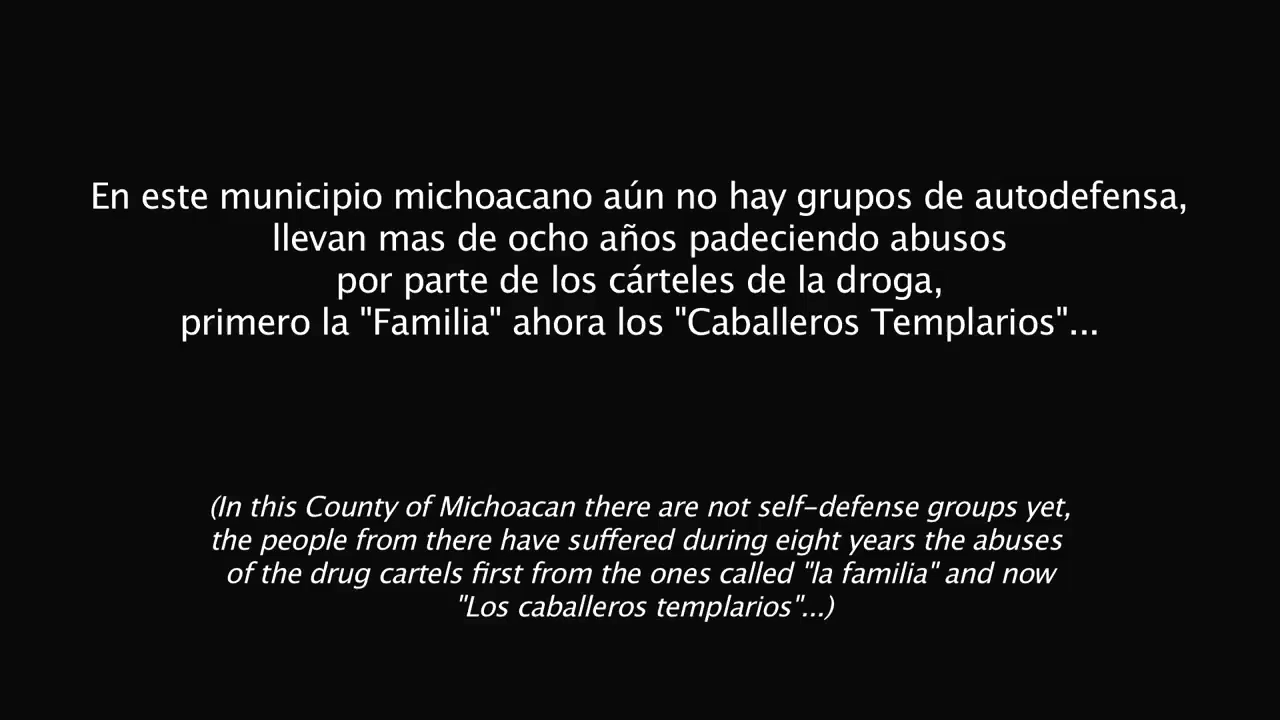 En este municipio michoacano aún no hay grupos de autodefensa,
llevan mas de ocho años padeciendo abusos
por parte de los cárteles de la droga,
primero la "Familia" ahora los "Caballeros Templarios"...
(In this County of Michoacan there are not self-defense groups yet,
the people from there have suffered during eight years the abuses
of the drug cartels first from the ones called "la familia" and now
"Los caballeros templarios"...)